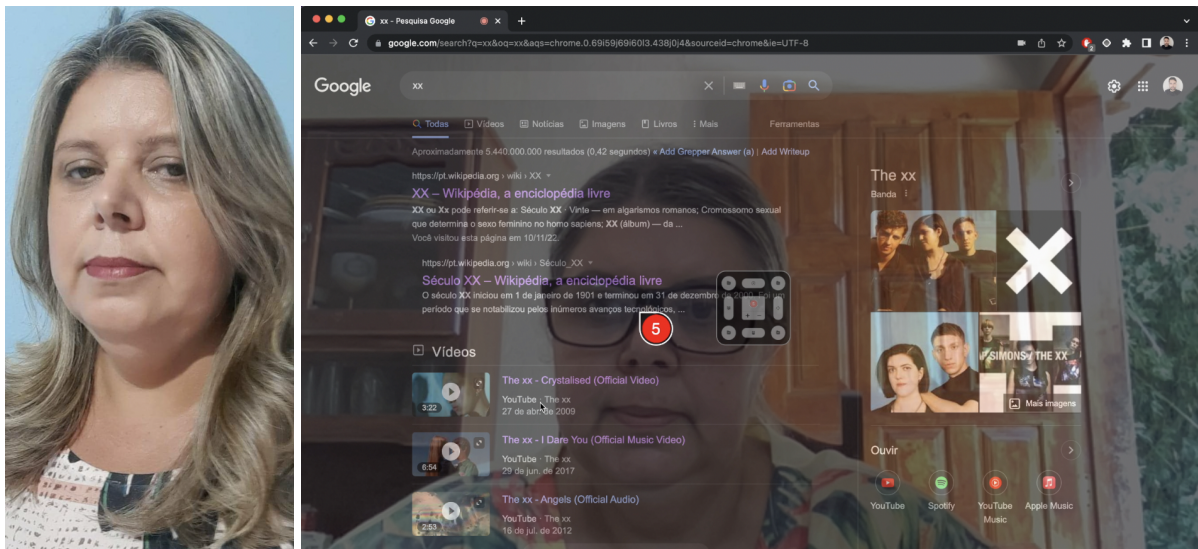 xx - Pesquisa Google
google.com/search?q=xx&oq=xx&aqs=chrome.0.69i59j69i60l3.438j0j4&sourceid=chrome&ie=UTF-8
2
Google
xx
Todas Vídeos Notícias Imagens Livros Mais Ferramentas
Aproximadamente 5.440.000.000 resultados (0,42 segundos) « Add Grepper Answer (a) | Add Writeup
https://pt.wikipedia.org › wiki › XX
XX – Wikipédia, a enciclopédia livre
XX ou Xx pode referir-se a: Século XX · Vinte — em algarismos romanos; Cromossomo sexual
que determina o sexo feminino no homo sapiens; XX (álbum) — da ...
Você visitou esta página em 10/11/22.
https://pt.wikipedia.org › wiki › Século_XX
Século XX – Wikipédia, a enciclopédia livre
O século XX iniciou em 1 de janeiro de 1901 e terminou em 31 de dezembro de 2000. Foi um
período que se notabilizou pelos inúmeros avanços tecnológicos, ...
5
Vídeos
The xx - Crystalised (Official Video)
YouTube · The xx
27 de abr. de 2009
3:22
The xx - I Dare You (Official Music Video)
YouTube · The xx
29 de jun. de 2017
6:54
The xx - Angels (Official Audio)
YouTube · The xx
16 de jul. de 2012
2:53
The xx
Banda
SIMONS / THE XX
Mais imagens
Ouvir
YouTube Spotify YouTube Music Apple Music